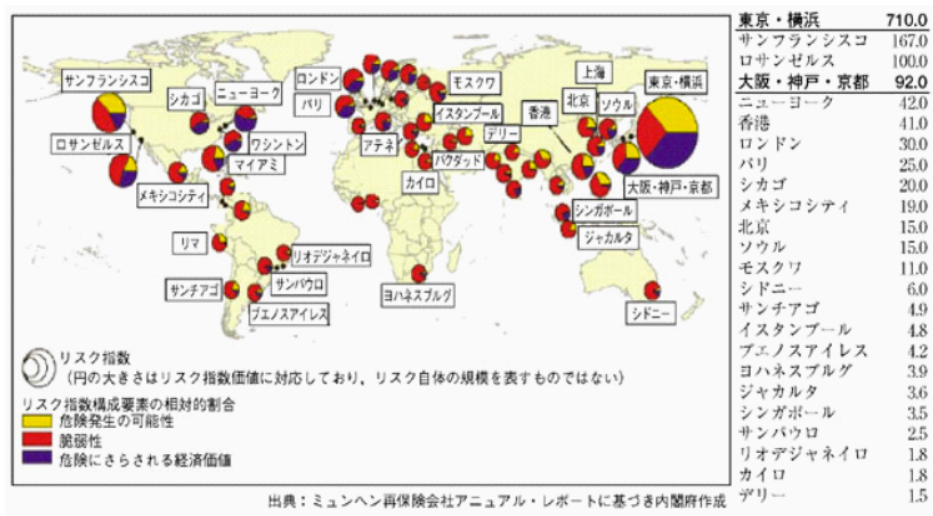 サンフランシスコ
シカゴ
ニューヨーク
ロサンゼルス
ワシントン
マイアミ
メキシコシティ
リマ
サンチアゴ
リオデジャネイロ
サンパウロ
ブエノスアイレス
ロンドン
パリ
モスクワ
イスタンブール
アテネ
バクダッド
カイロ
デリー
香港
北京
上海
ソウル
東京・横浜
大阪・神戸・京都
シンガポール
ジャカルタ
ヨハネスブルグ
シドニー
リスク指数
(円の大きさはリスク指数価値に対応しており、リスク自体の規模を表すものではない)
リスク指数構成要素の相対的割合
危険発生の可能性
脆弱性
危険にさらされる経済価値
出典:ミュンヘン再保険会社アニュアル・レポートに基づき内閣府作成
東京・横浜 710.0
サンフランシスコ 167.0
ロサンゼルス 100.0
大阪・神戸・京都 92.0
ニューヨーク 42.0
香港 41.0
ロンドン 30.0
パリ 25.0
シカゴ 20.0
メキシコシティ 19.0
北京 15.0
ソウル 15.0
モスクワ 11.0
シドニー 6.0
サンチアゴ 4.9
イスタンブール 4.8
ブエノスアイレス 4.2
ヨハネスブルグ 3.9
ジャカルタ 3.6
シンガポール 3.5
サンパウロ 2.5
リオデジャネイロ 1.8
カイロ 1.8
デリー 1.5